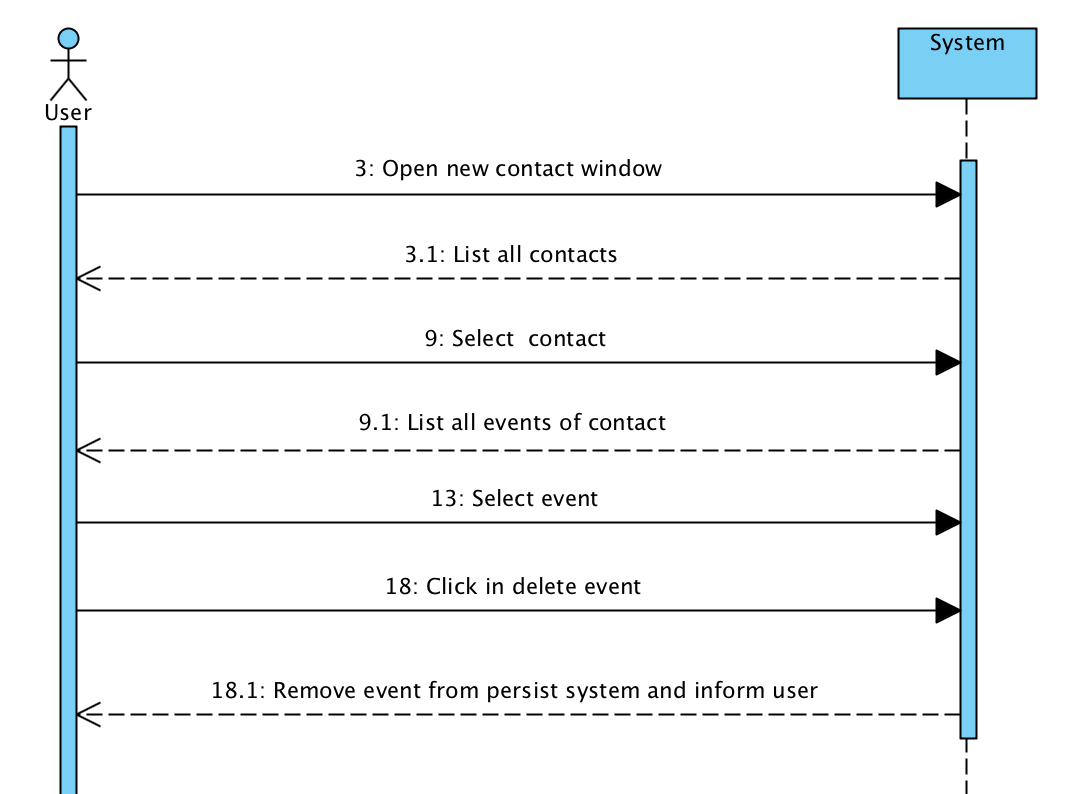 System
User
3: Open new contact window
3.1: List all contacts
9: Select  contact
9.1: List all events of contact
13: Select event
18: Click in delete event
18.1: Remove event from persist system and inform user